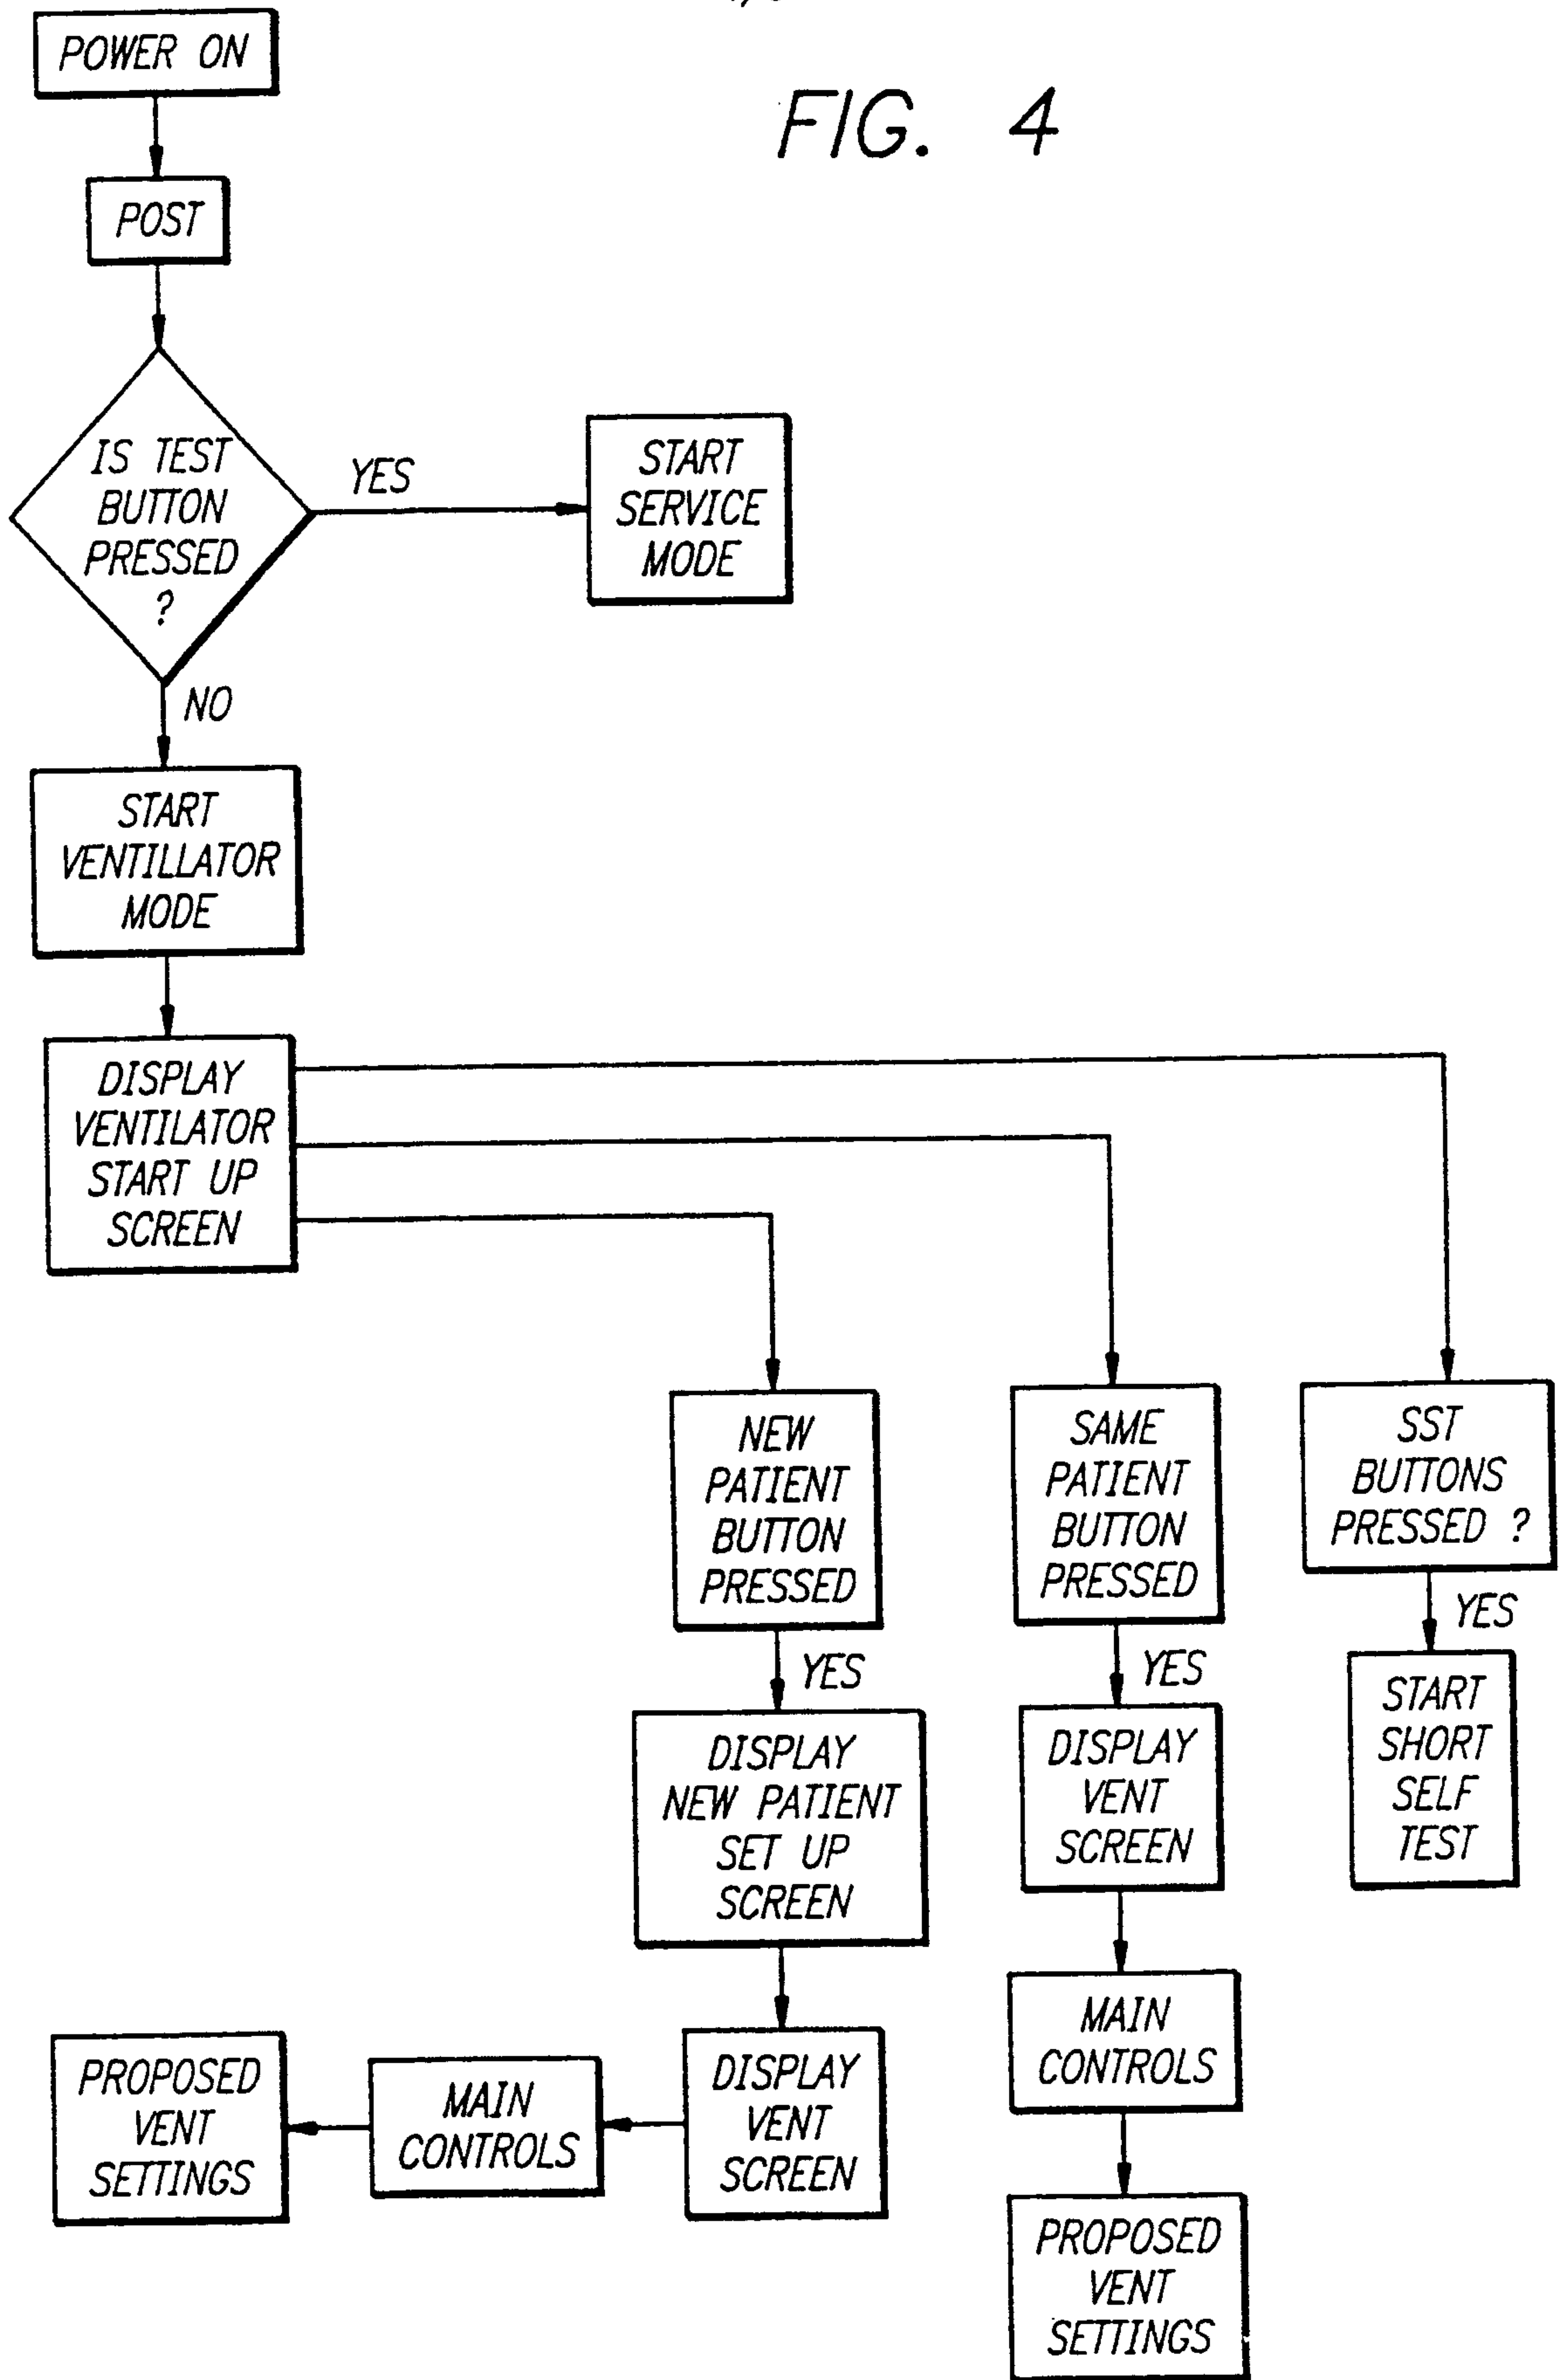 FIG. 4
POWER ON
POST
IS TEST
BUTTON
PRESSED
?
YES
START
SERVICE
MODE
NO
START
VENTILLATOR
MODE
DISPLAY
VENTILATOR
START UP
SCREEN
NEW
PATIENT
BUTTON
PRESSED
SAME
PATIENT
BUTTON
PRESSED
SST
BUTTONS
PRESSED ?
YES
YES
YES
DISPLAY
NEW PATIENT
SET UP
SCREEN
DISPLAY
VENT
SCREEN
START
SHORT
SELF
TEST
MAIN
CONTROLS
PROPOSED
VENT
SETTINGS
MAIN
CONTROLS
DISPLAY
VENT
SCREEN
PROPOSED
VENT
SETTINGS